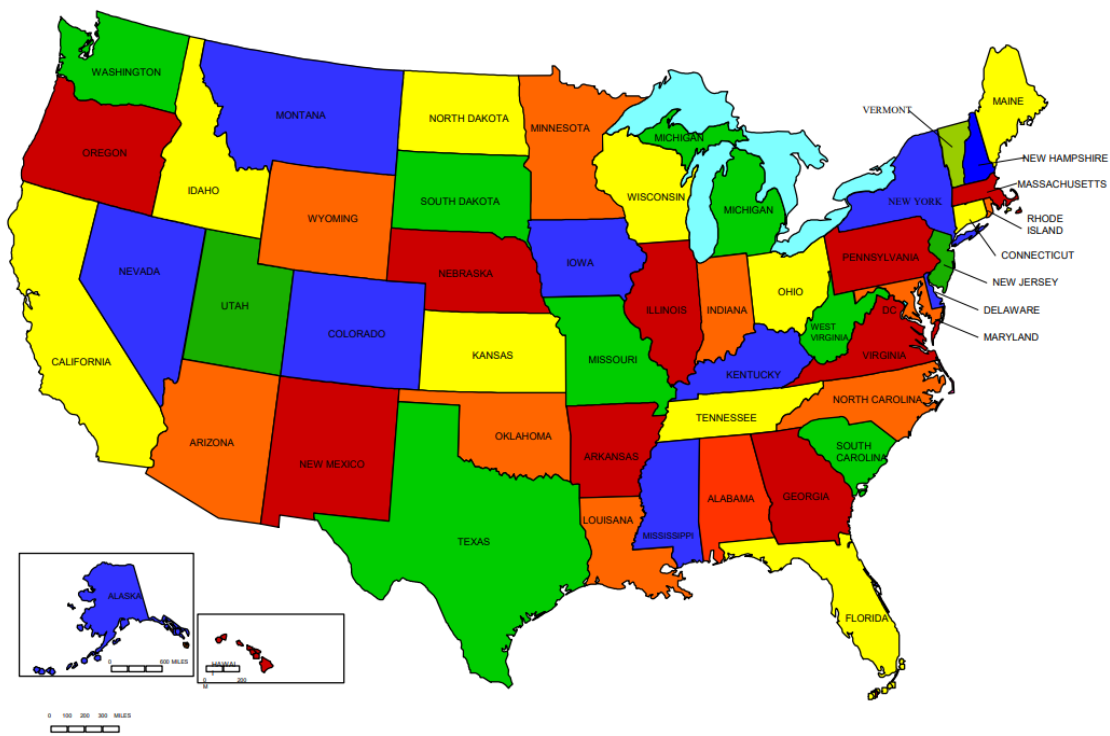 WASHINGTON
OREGON
IDAHO
MONTANA
NORTH DAKOTA
MINNESOTA
SOUTH DAKOTA
WYOMING
NEBRASKA
IOWA
WISCONSIN
MICHIGAN
MICHIGAN
VERMONT
MAINE
NEW HAMPSHIRE
MASSACHUSETTS
NEW YORK
RHODE
ISLAND
CONNECTICUT
PENNSYLVANIA
NEW JERSEY
DELAWARE
MARYLAND
DC
CALIFORNIA
NEVADA
UTAH
COLORADO
KANSAS
MISSOURI
ILLINOIS
INDIANA
OHIO
WEST
VIRGINIA
VIRGINIA
KENTUCKY
TENNESSEE
NORTH CAROLINA
SOUTH
CAROLINA
ARIZONA
NEW MEXICO
OKLAHOMA
ARKANSAS
TEXAS
LOUISANA
MISSISSIPPI
ALABAMA
GEORGIA
FLORIDA
ALASKA
0 600 MILES
HAWAI
I
0 200
M
0 100 200 300 MILES